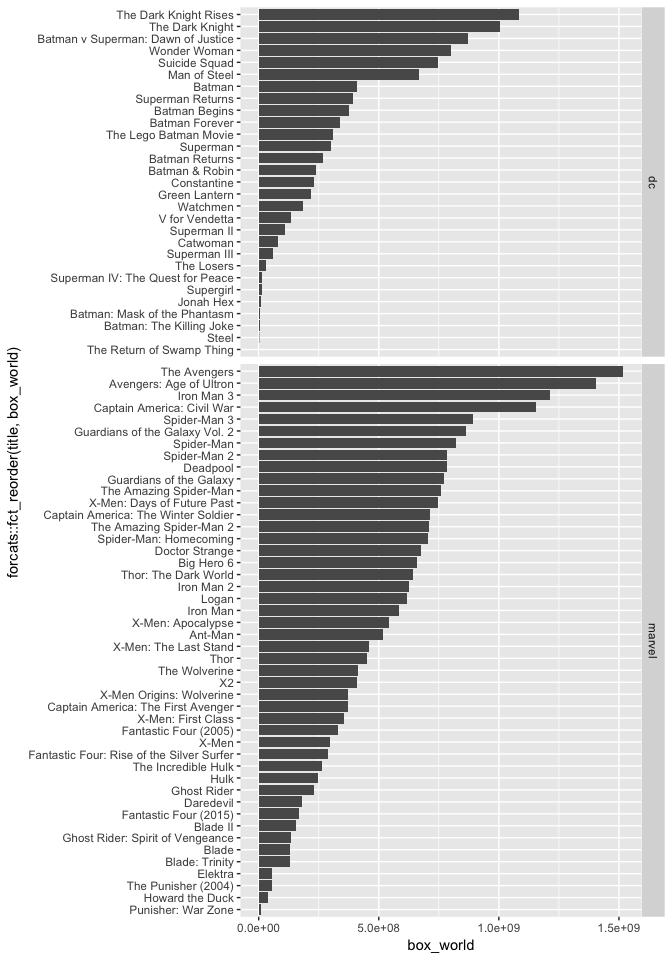 The Dark Knight Rises
The Dark Knight
Batman v Superman: Dawn of Justice
Wonder Woman
Suicide Squad
Man of Steel
Batman
Superman Returns
Batman Begins
Batman Forever
The Lego Batman Movie
Superman
Batman Returns
Batman & Robin
Constantine
Green Lantern
Watchmen
V for Vendetta
Superman II
Catwoman
Superman III
The Losers
Superman IV: The Quest for Peace
Supergirl
Jonah Hex
Batman: Mask of the Phantasm
Batman: The Killing Joke
Steel
The Return of Swamp Thing
dc
The Avengers
Avengers: Age of Ultron
Iron Man 3
Captain America: Civil War
Spider-Man 3
Guardians of the Galaxy Vol. 2
Spider-Man
Spider-Man 2
Deadpool
Guardians of the Galaxy
The Amazing Spider-Man
X-Men: Days of Future Past
Captain America: The Winter Soldier
The Amazing Spider-Man 2
Spider-Man: Homecoming
Doctor Strange
Big Hero 6
Thor: The Dark World
Iron Man 2
Logan
Iron Man
X-Men: Apocalypse
Ant-Man
X-Men: The Last Stand
Thor
The Wolverine
X2
X-Men Origins: Wolverine
Captain America: The First Avenger
X-Men: First Class
Fantastic Four (2005)
X-Men
Fantastic Four: Rise of the Silver Surfer
The Incredible Hulk
Hulk
Ghost Rider
Daredevil
Fantastic Four (2015)
Blade II
Ghost Rider: Spirit of Vengeance
Blade
Blade: Trinity
Elektra
The Punisher (2004)
Howard the Duck
Punisher: War Zone
marvel
forcats::fct_reorder(title, box_world)
0.0e+00 5.0e+08 1.0e+09 1.5e+09
box_world